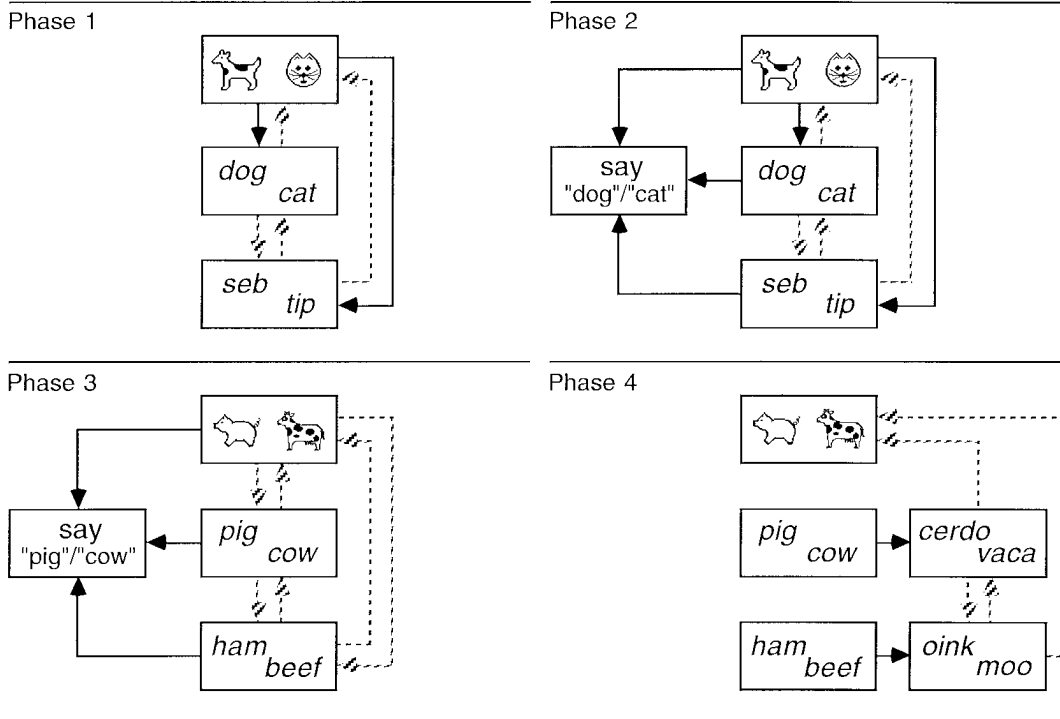 Phase 1
dog
cat
seb
tip
Phase 2
say
"dog"/"cat"
dog
cat
seb
tip
Phase 3
say
"pig"/"cow"
pig
cow
ham
beef
Phase 4
pig
cow
cerdo
vaca
ham
beef
oink
moo